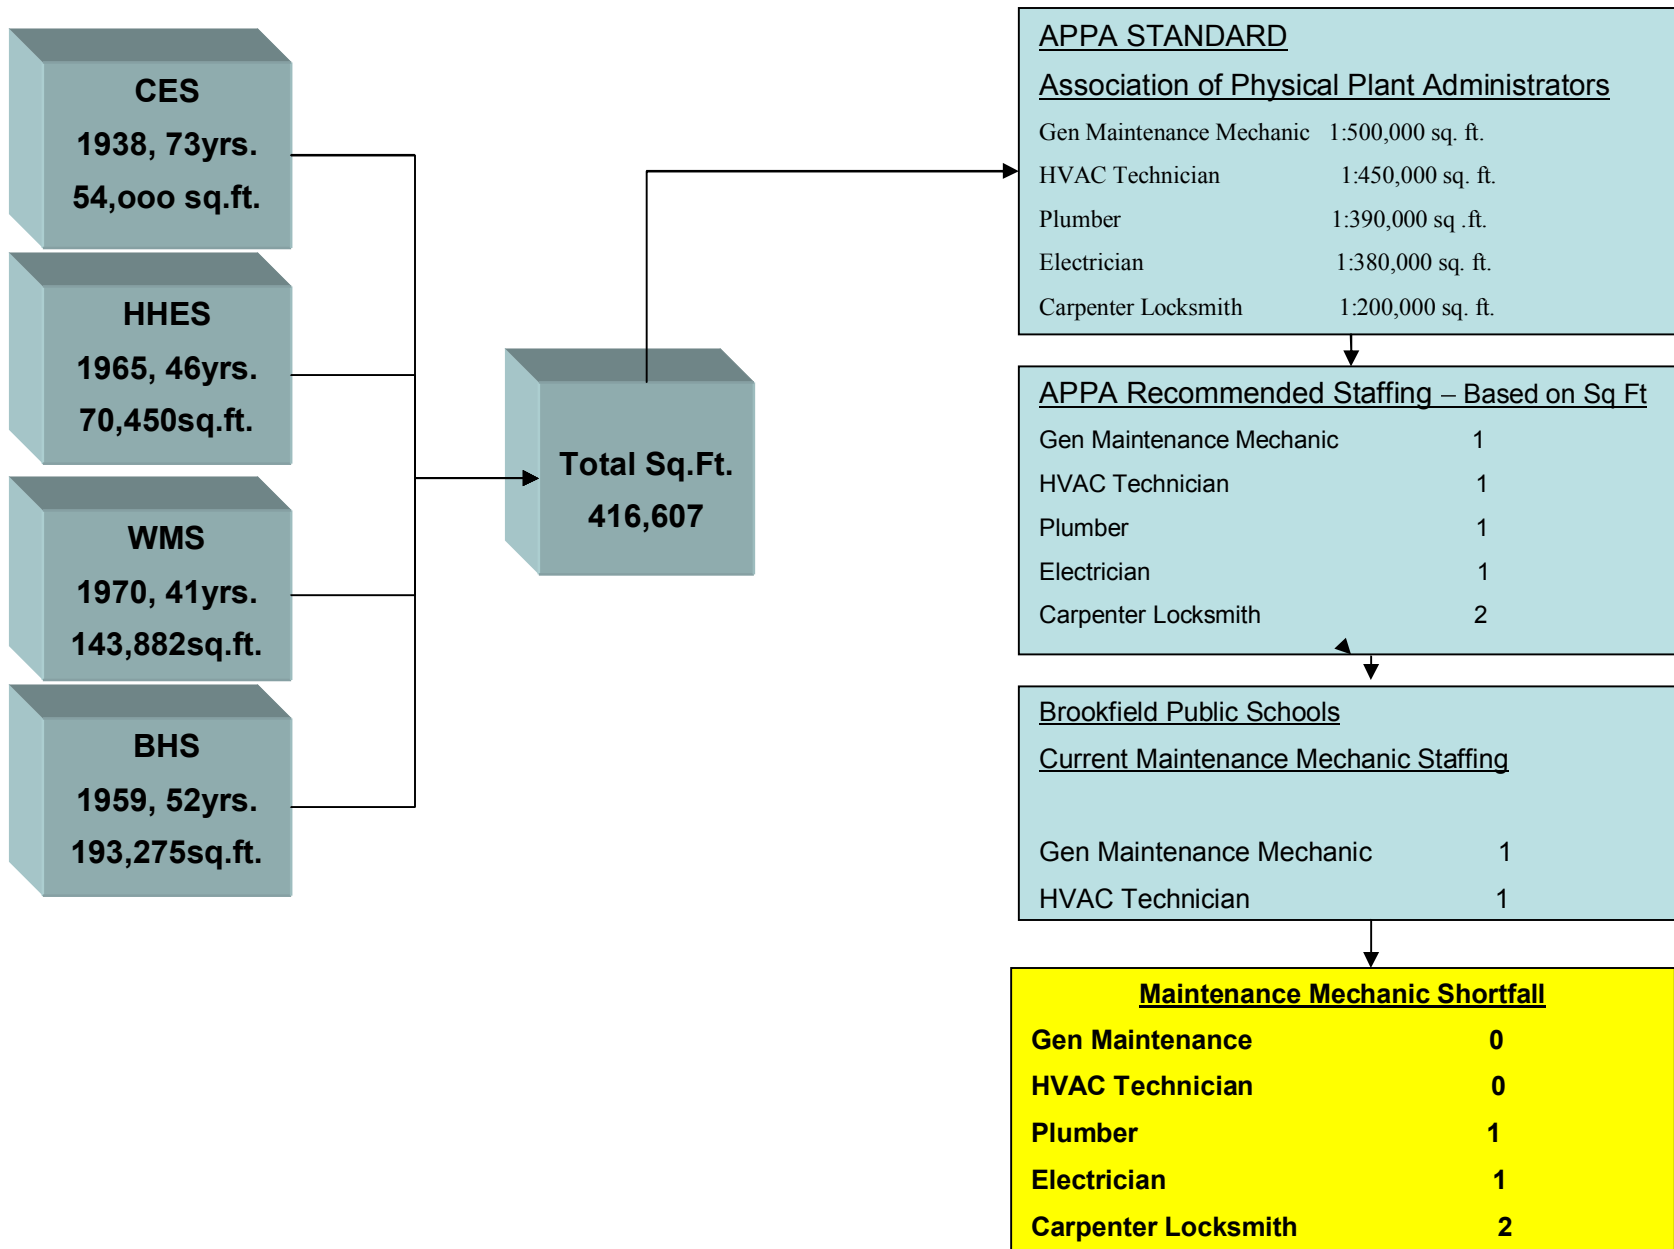 CES
1938, 73yrs.
54,ooo sq.ft.
HHES
1965, 46yrs.
70,450sq.ft.
WMS
1970, 41yrs.
143,882sq.ft.
BHS
1959, 52yrs.
193,275sq.ft.
Total Sq.Ft.
416,607
APPA STANDARD
Association of Physical Plant Administrators
Gen Maintenance Mechanic 1:500,000 sq. ft.
HVAC Technician 1:450,000 sq. ft.
Plumber 1:390,000 sq .ft.
Electrician 1:380,000 sq. ft.
Carpenter Locksmith 1:200,000 sq. ft.
APPA Recommended Staffing – Based on Sq Ft
Gen Maintenance Mechanic 1
HVAC Technician 1
Plumber 1
Electrician 1
Carpenter Locksmith 2
Brookfield Public Schools
Current Maintenance Mechanic Staffing
Gen Maintenance Mechanic 1
HVAC Technician 1
Maintenance Mechanic Shortfall
Gen Maintenance 0
HVAC Technician 0
Plumber 1
Electrician 1
Carpenter Locksmith 2